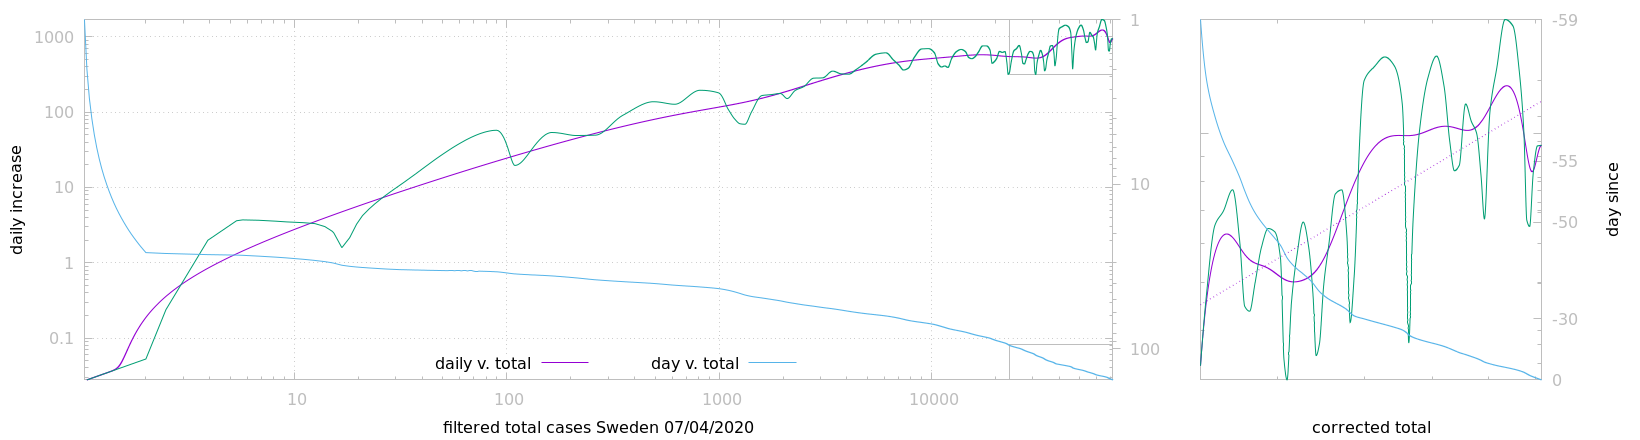 1000
100
10
1
0.1
daily increase
10
100
1000
10000
filtered total cases Sweden 07/04/2020
daily v. total
day v. total
1
10
100
-59
-55
-50
-30
0
day since
corrected total